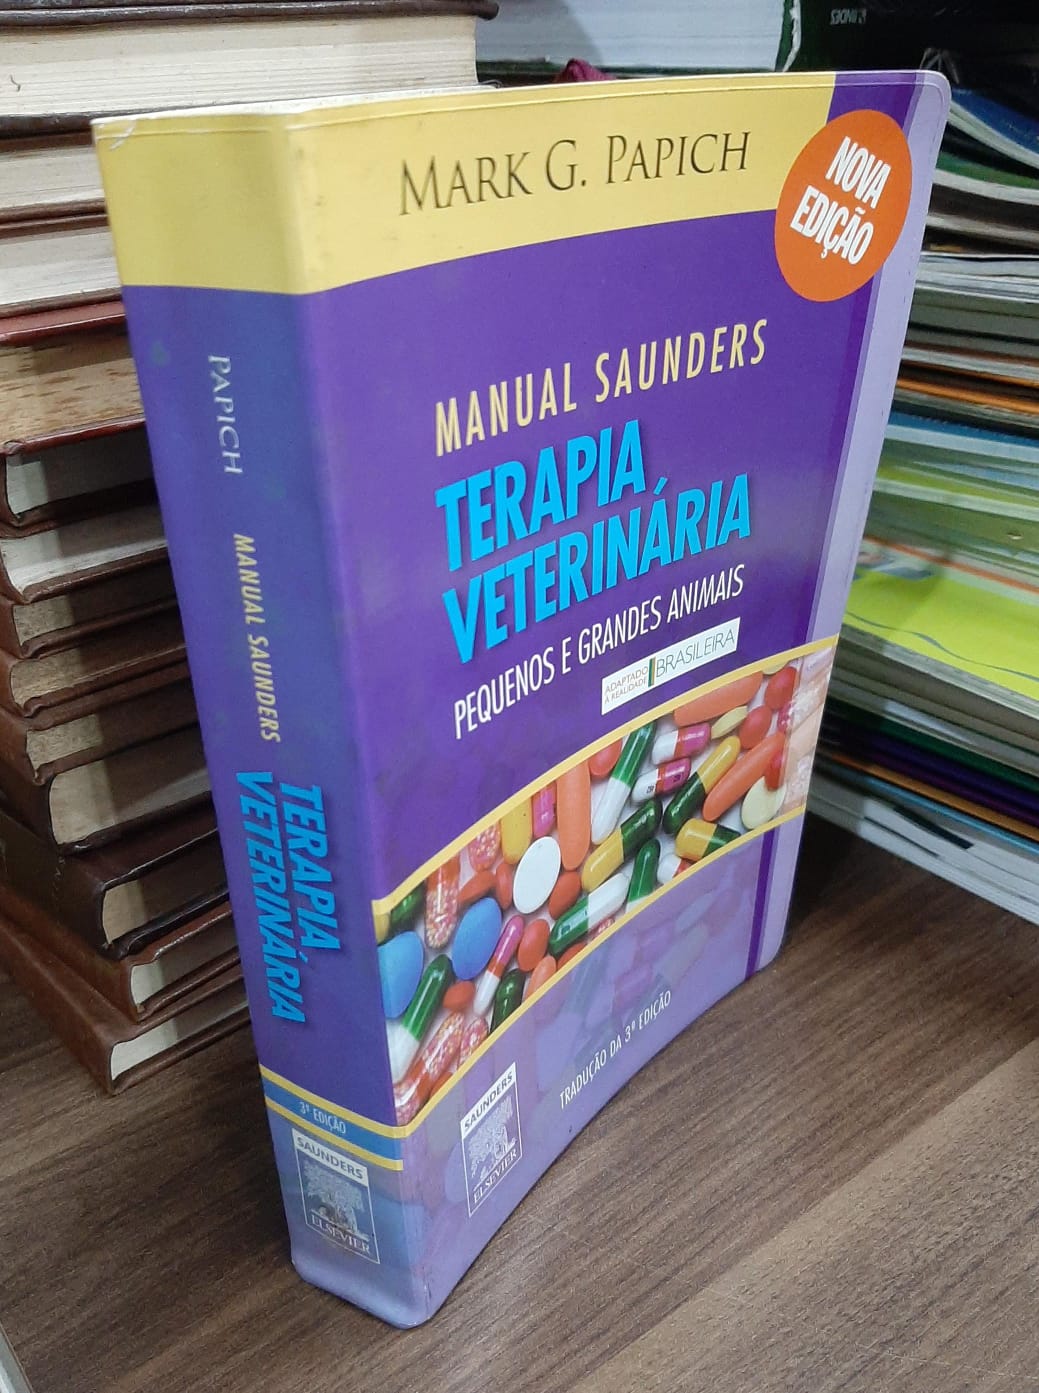 MARK G. PAPICH
NOVA
EDIÇÃO
MANUAL SAUNDERS
TERAPIA
VETERINÁRIA
PEQUENOS E GRANDES ANIMAIS
ADAPTADO
À REALIDADE
BRASILEIRA
TRADUÇÃO DA 3ª EDIÇÃO
SAUNDERS
ELSEVIER
PAPICH
MANUAL SAUNDERS
TERAPIA
VETERINÁRIA
3ª EDIÇÃO
SAUNDERS
ELSEVIER